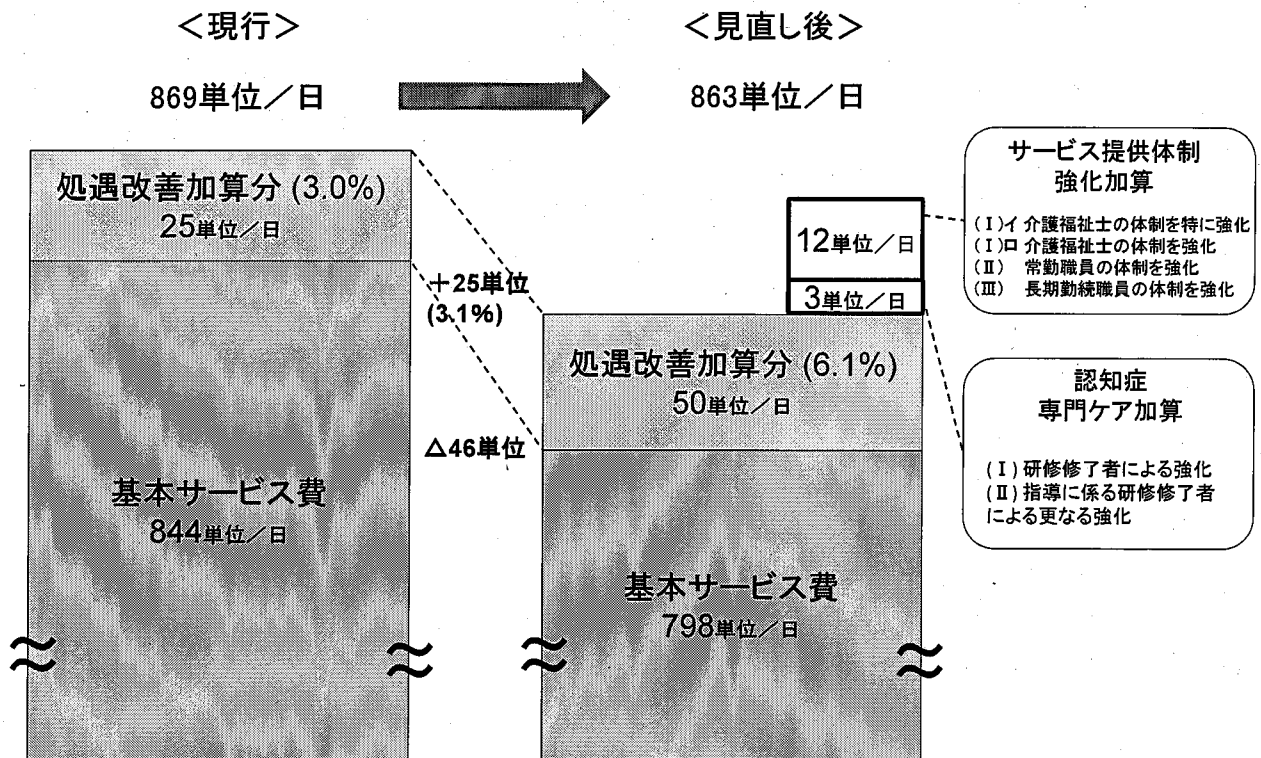 ＜現行＞
869単位／日
＜見直し後＞
863単位／日
処遇改善加算分 (3.0%)
25単位／日
基本サービス費
844単位／日
＋25単位
(3.1%)
△46単位
12単位／日
3単位／日
処遇改善加算分 (6.1%)
50単位／日
基本サービス費
798単位／日
サービス提供体制
強化加算
(Ⅰ)イ 介護福祉士の体制を特に強化
(Ⅰ)ロ 介護福祉士の体制を強化
(Ⅱ) 常勤職員の体制を強化
(Ⅲ) 長期勤続職員の体制を強化
認知症
専門ケア加算
(Ⅰ) 研修修了者による強化
(Ⅱ) 指導に係る研修修了者
による更なる強化